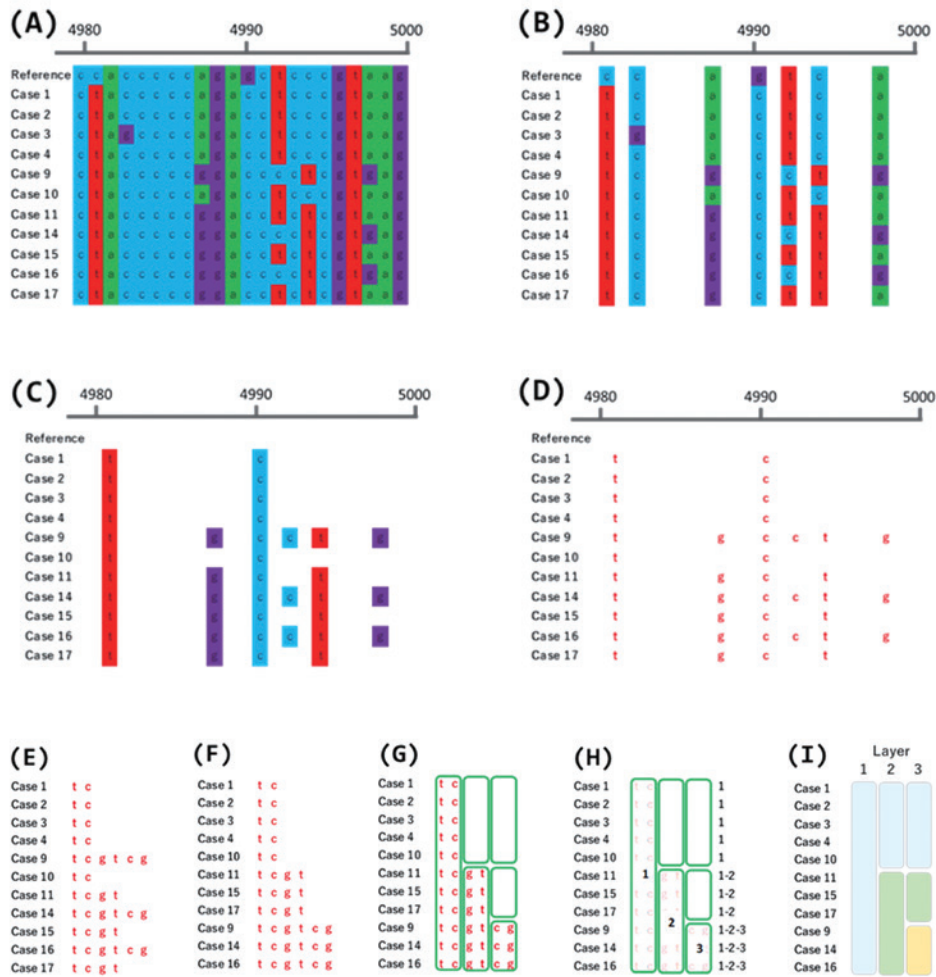 (A)
4980 4990 5000
Reference c c a c c c c c a g a g c t c c c g t a a g
Case 1 c t a c c c c c a g a c c t c c c g t a a g
Case 2 c t a c c c c c a g a c c t c c c g t a a g
Case 3 c t a g c c c c a g a c c t c c c g t a a g
Case 4 c t a c c c c c a g a c c t c c c g t a a g
Case 9 c t a c c c c c g g a c c c c t c g t g a g
Case 10 c t a c c c c c a g a c c t c c c g t a a g
Case 11 c t a c c c c c g g a c c t c t c g t a a g
Case 14 c t a c c c c c g g a c c c c t c g t g a g
Case 15 c t a c c c c c g g a c c t c t c g t a a g
Case 16 c t a c c c c c g g a c c c c t c g t g a g
Case 17 c t a c c c c c g g a c c t c t c g t a a g
(B)
4980 4990 5000
Reference c c a g t c a
Case 1 t c a c t c a
Case 2 t c a c t c a
Case 3 t g a c t c a
Case 4 t c a c t c a
Case 9 t c g c c t g
Case 10 t c a c t c a
Case 11 t c g c t t a
Case 14 t c g c c t g
Case 15 t c g c t t a
Case 16 t c g c c t g
Case 17 t c g c t t a
(C)
4980 4990 5000
Reference
Case 1 t c
Case 2 t c
Case 3 t c
Case 4 t c
Case 9 t g c c t g
Case 10 t c
Case 11 t g c t
Case 14 t g c c t g
Case 15 t g c t
Case 16 t g c c t g
Case 17 t g c t
(D)
4980 4990 5000
Reference
Case 1 t c
Case 2 t c
Case 3 t c
Case 4 t c
Case 9 t g c c t g
Case 10 t c
Case 11 t g c t
Case 14 t g c c t g
Case 15 t g c t
Case 16 t g c c t g
Case 17 t g c t
(E)
Case 1 t c
Case 2 t c
Case 3 t c
Case 4 t c
Case 9 t c g t c g
Case 10 t c
Case 11 t c g t
Case 14 t c g t c g
Case 15 t c g t
Case 16 t c g t c g
Case 17 t c g t
(F)
Case 1 t c
Case 2 t c
Case 3 t c
Case 4 t c
Case 10 t c
Case 11 t c g t
Case 15 t c g t
Case 17 t c g t
Case 9 t c g t c g
Case 14 t c g t c g
Case 16 t c g t c g
(G)
Case 1 t c
Case 2 t c
Case 3 t c
Case 4 t c
Case 10 t c
Case 11 t c g t
Case 15 t c g t
Case 17 t c g t
Case 9 t c g t c g
Case 14 t c g t c g
Case 16 t c g t c g
(H)
Case 1 t c 1
Case 2 t c 1
Case 3 t c 1
Case 4 t c 1
Case 10 t c 1
Case 11 1 g t 1-2
Case 15 t c g t 1-2
Case 17 t c g t 1-2
Case 9 t c 2 c g 1-2-3
Case 14 t c g t 3 1-2-3
Case 16 t c g t c g 1-2-3
(I)
Layer
1 2 3
Case 1
Case 2
Case 3
Case 4
Case 10
Case 11
Case 15
Case 17
Case 9
Case 14
Case 16